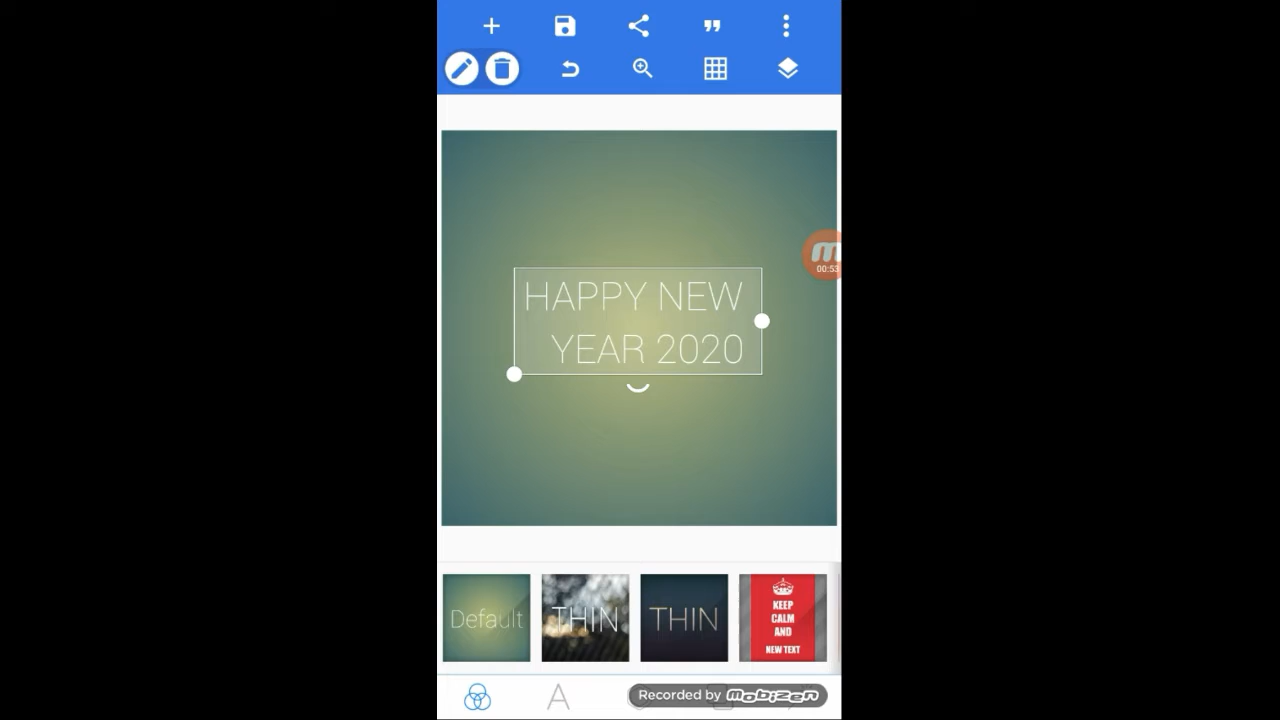 00:53
HAPPY NEW
YEAR 2020
Default
THIN
THIN
KEEP
CALM
AND
NEW TEXT
A
Recorded by MOBIZEN